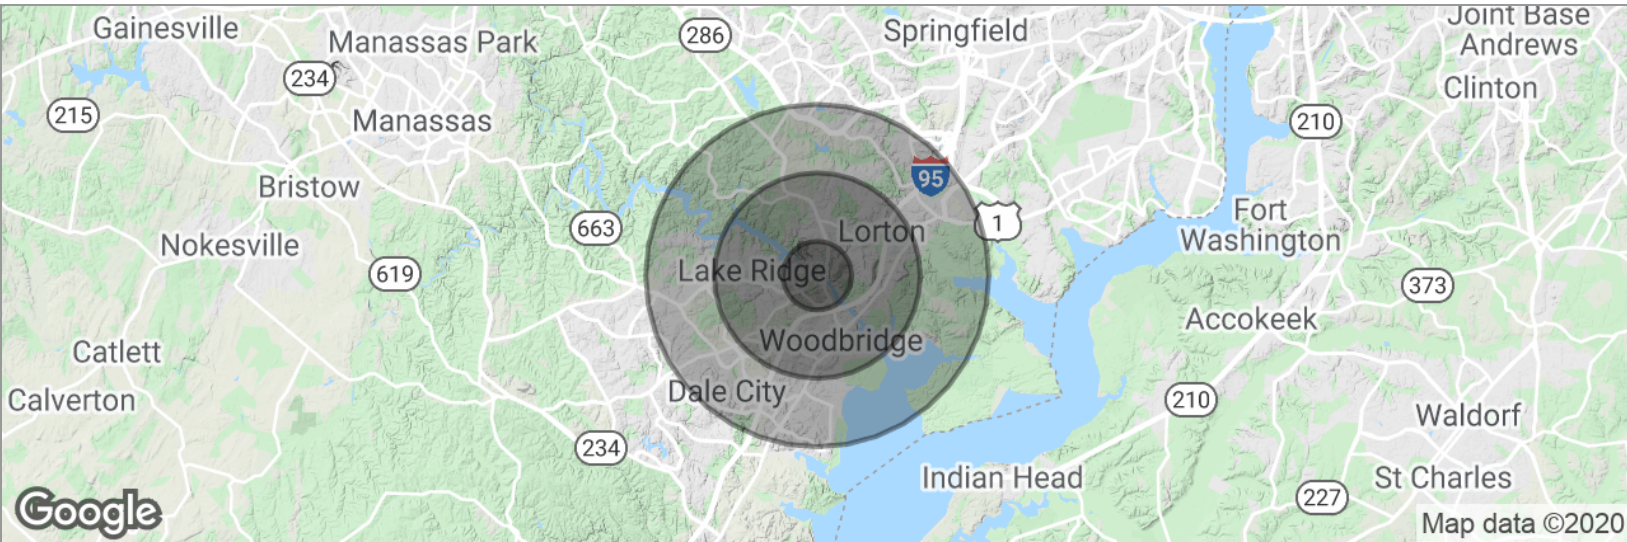 Gainesville
Manassas Park
286
Springfield
Joint Base
Andrews
234
Clinton
215
Manassas
210
95
Bristow
663
Lorton
1
Fort
Washington
Nokesville
619
Lake Ridge
373
Accokeek
Woodbridge
Catlett
Dale City
Calverton
210
Waldorf
234
Indian Head
St Charles
227
Google
Map data ©2020